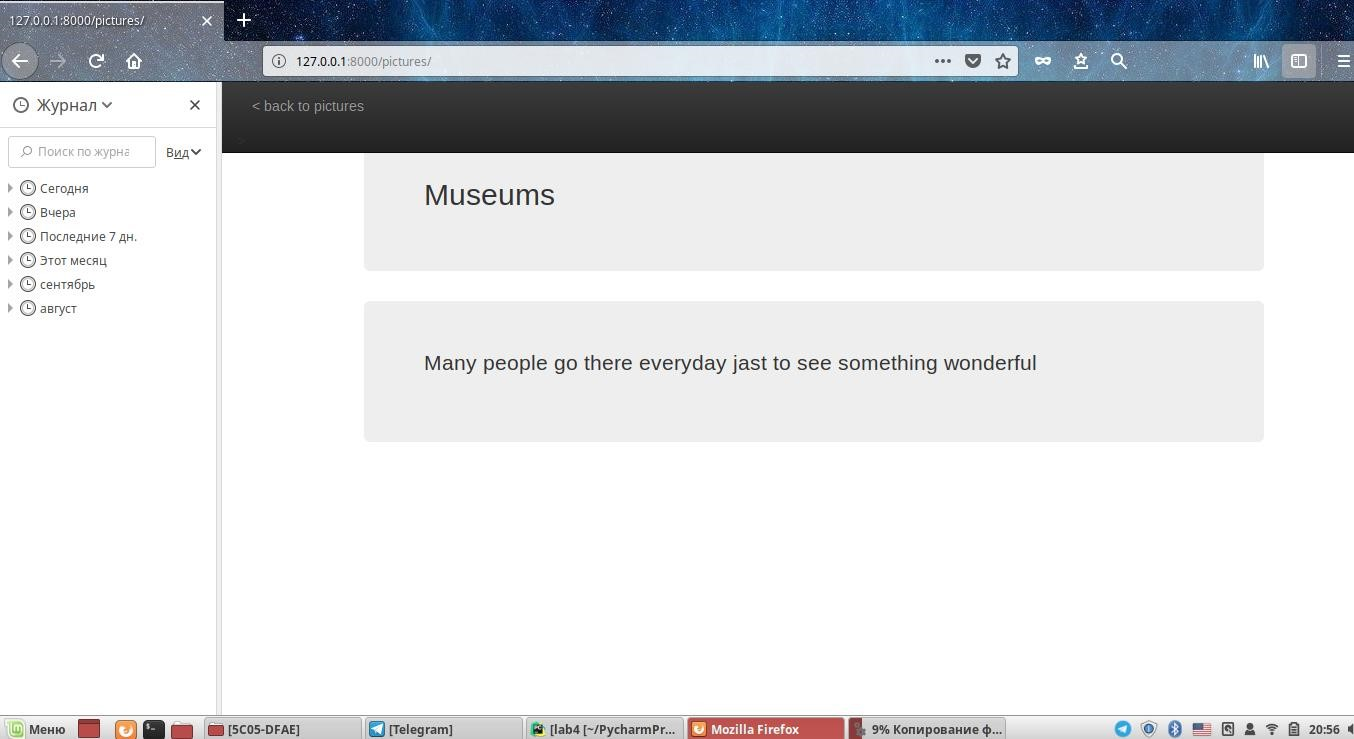 127.0.0.1:8000/pictures/
127.0.0.1:8000/pictures/
Журнал
Поиск по журна
Вид
Сегодня
Вчера
Последние 7 дн.
Этот месяц
сентябрь
август
< back to pictures
>
Museums
Many people go there everyday jast to see something wonderful
Меню
[5C05-DFAE]
[Telegram]
[lab4 [~/PycharmPr...
Mozilla Firefox
9% Копирование ф...
20:56